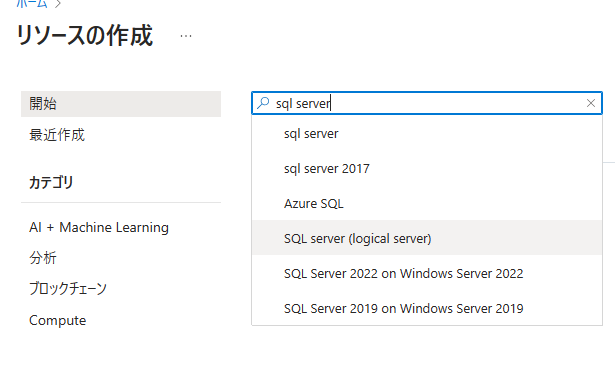 ホーム >
リソースの作成 …
開始
最近作成
カテゴリ
AI + Machine Learning
分析
ブロックチェーン
Compute
sql server
sql server
sql server 2017
Azure SQL
SQL server (logical server)
SQL Server 2022 on Windows Server 2022
SQL Server 2019 on Windows Server 2019